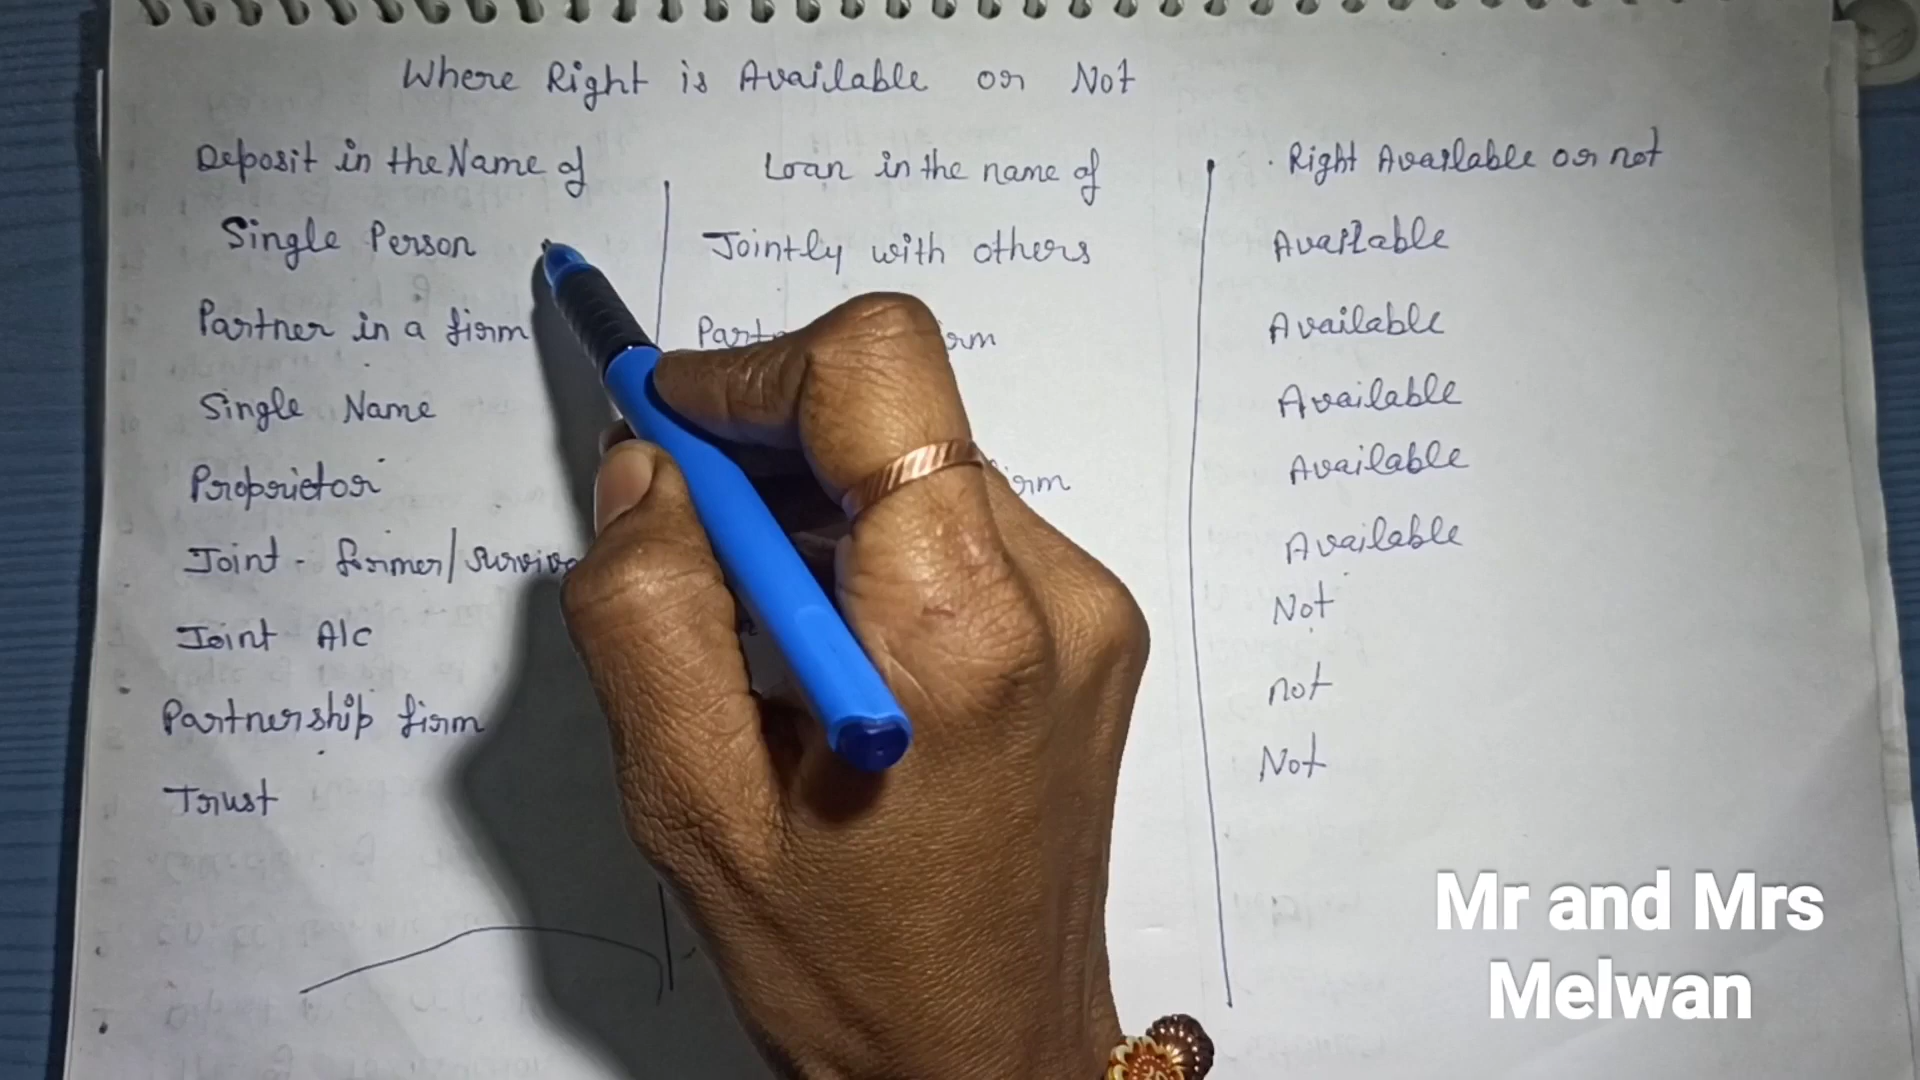 Where Right is Available or Not
Deposit in the Name of Loan in the name of Right Available or not
Single Person Jointly with others Available
Partner in a firm Available
Single Name Available
Proprietor Available
Joint - former/ Available
Joint A/C Not
Partnership firm not
Trust Not
Mr and Mrs
Melwan